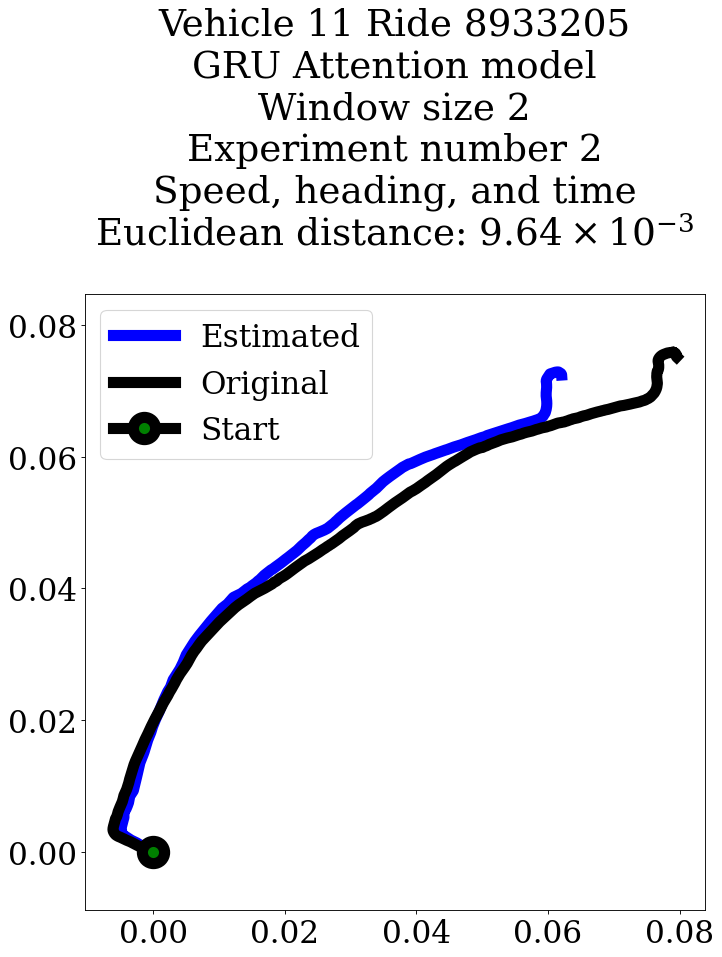 Vehicle 11 Ride 8933205
GRU Attention model
Window size 2
Experiment number 2
Speed, heading, and time
Euclidean distance: 9.64 × 10⁻³
Estimated
Original
Start
0.08
0.06
0.04
0.02
0.00
0.00 0.02 0.04 0.06 0.08